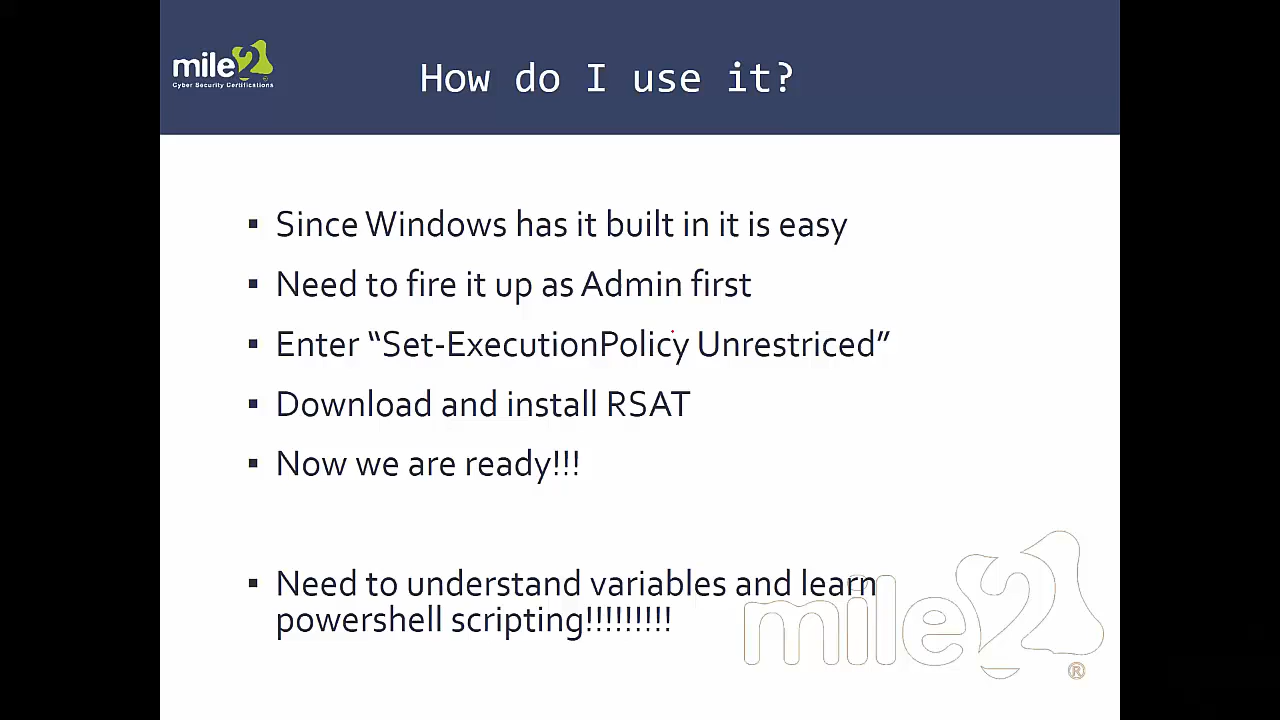 mile2
Cyber Security Certifications
How do I use it?
▪ Since Windows has it built in it is easy
▪ Need to fire it up as Admin first
▪ Enter “Set-ExecutionPolicy Unrestriced”
▪ Download and install RSAT
▪ Now we are ready!!!
▪ Need to understand variables and learn
powershell scripting!!!!!!!!!
mile2®